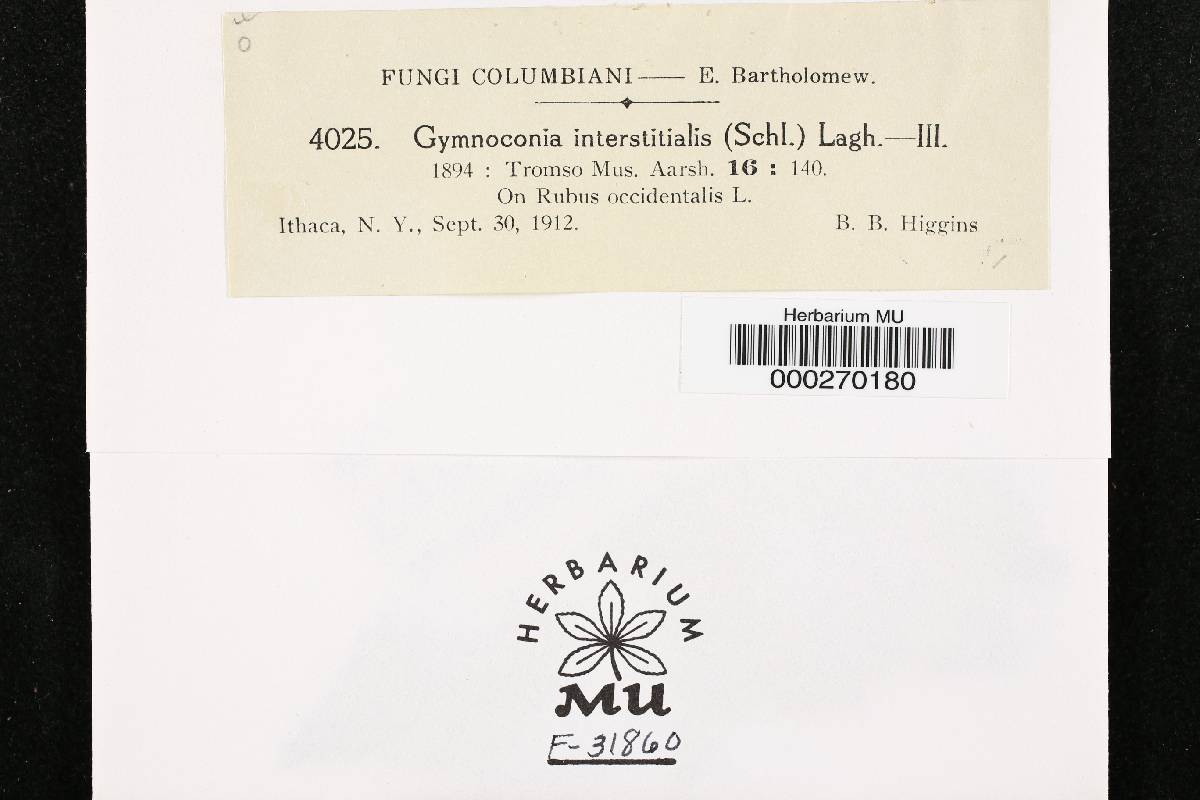 FUNGI COLUMBIANI — E. Bartholomew.
4025. Gymnoconia interstitialis (Schl.) Lagh.—III.
1894 : Tromso Mus. Aarsh. 16 : 140.
On Rubus occidentalis L.
Ithaca, N. Y., Sept. 30, 1912. B. B. Higgins
Herbarium MU
000270180
HERBARIUM
MU
F-31860